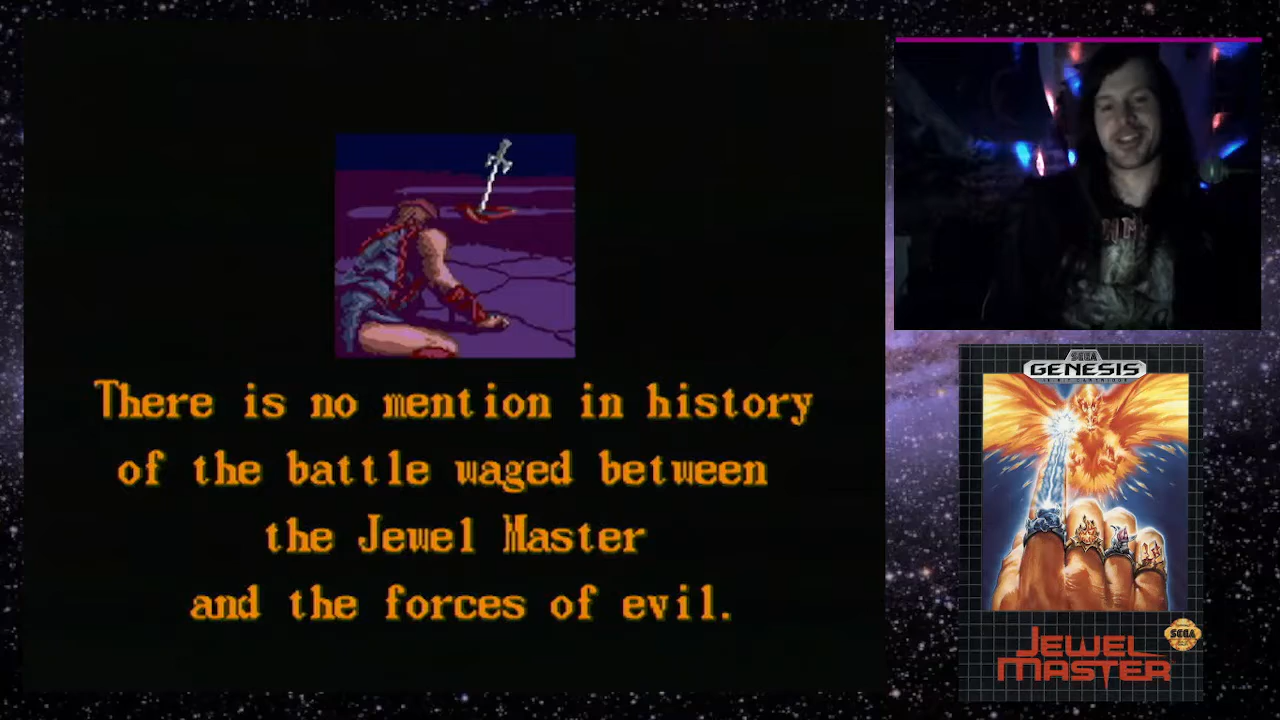 There is no mention in history
of the battle waged between
the Jewel Master
and the forces of evil.
SEGA
GENESIS
JEWEL
MASTER
SEGA